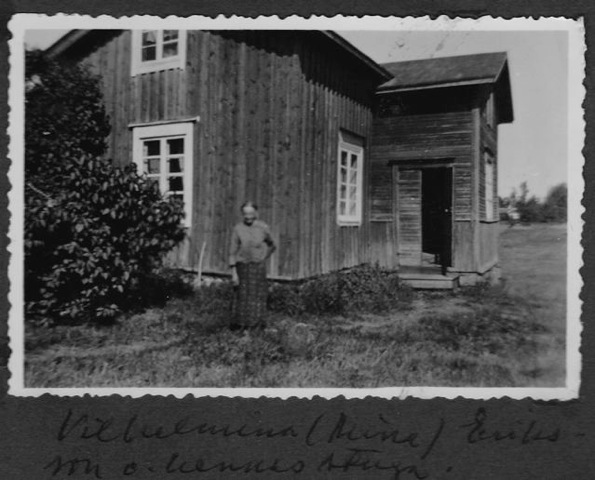 Vilhelmina (Mina) Eriks-
son o. hennes stuga.